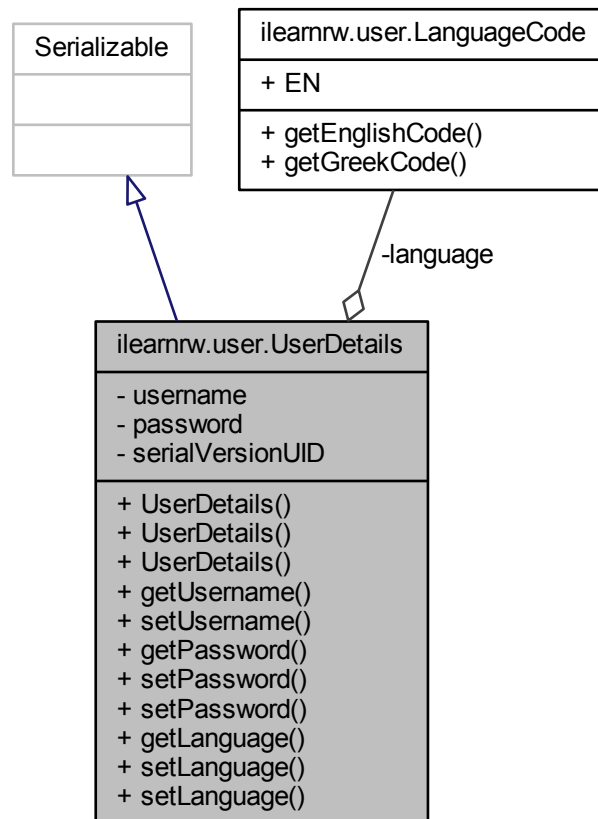 Serializable
ilearnrw.user.LanguageCode
+ EN
+ getEnglishCode()
+ getGreekCode()
-language
ilearnrw.user.UserDetails
- username
- password
- serialVersionUID
+ UserDetails()
+ UserDetails()
+ UserDetails()
+ getUsername()
+ setUsername()
+ getPassword()
+ setPassword()
+ setPassword()
+ getLanguage()
+ setLanguage()
+ setLanguage()